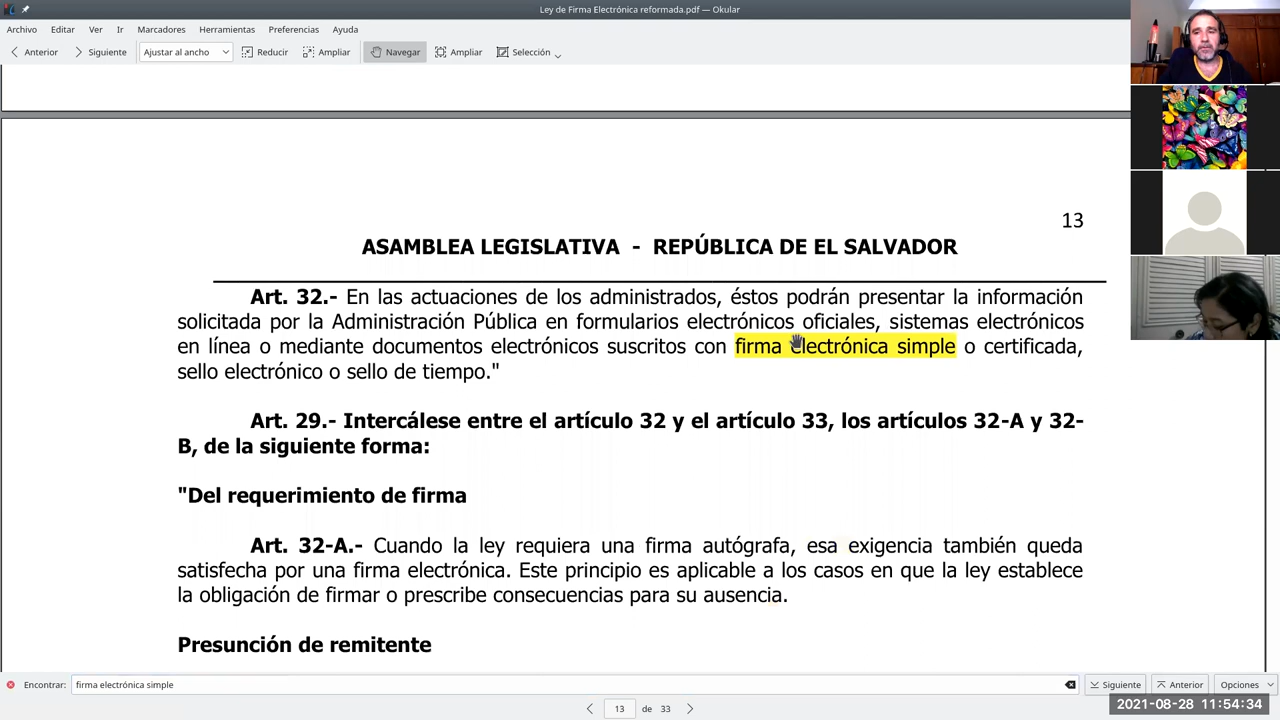 Ley de Firma Electrónica reformada.pdf — Okular
Archivo Editar Ver Ir Marcadores Herramientas Preferencias Ayuda
Anterior Siguiente Ajustar al ancho Reducir Ampliar Navegar Ampliar Selección
13
ASAMBLEA LEGISLATIVA - REPÚBLICA DE EL SALVADOR
Art. 32.- En las actuaciones de los administrados, éstos podrán presentar la información
solicitada por la Administración Pública en formularios electrónicos oficiales, sistemas electrónicos
en línea o mediante documentos electrónicos suscritos con firma electrónica simple o certificada,
sello electrónico o sello de tiempo."
Art. 29.- Intercálese entre el artículo 32 y el artículo 33, los artículos 32-A y 32-
B, de la siguiente forma:
"Del requerimiento de firma
Art. 32-A.- Cuando la ley requiera una firma autógrafa, esa exigencia también queda
satisfecha por una firma electrónica. Este principio es aplicable a los casos en que la ley establece
la obligación de firmar o prescribe consecuencias para su ausencia.
Presunción de remitente
Encontrar: firma electrónica simple Siguiente Anterior Opciones
13 de 33
2021-08-28 11:54:34